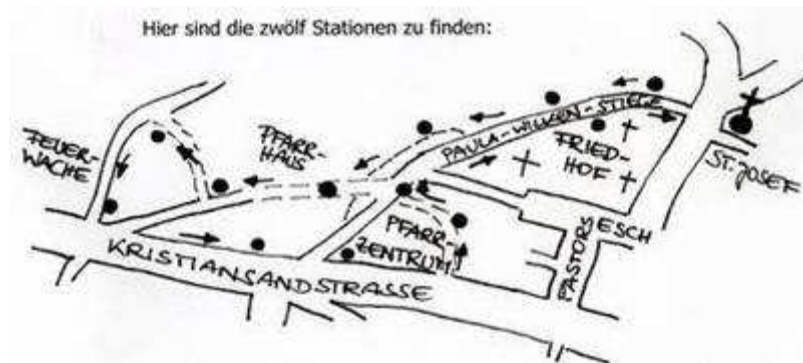 Hier sind die zwölf Stationen zu finden:
FEUER-
WACHE
PFARR-
HAUS
PAULA-WILKEN-STIEGE
FRIED-
HOF
ST. JOSEF
PFARR-
ZENTRUM
PASTORS
ESCH
KRISTIANSANDSTRASSE